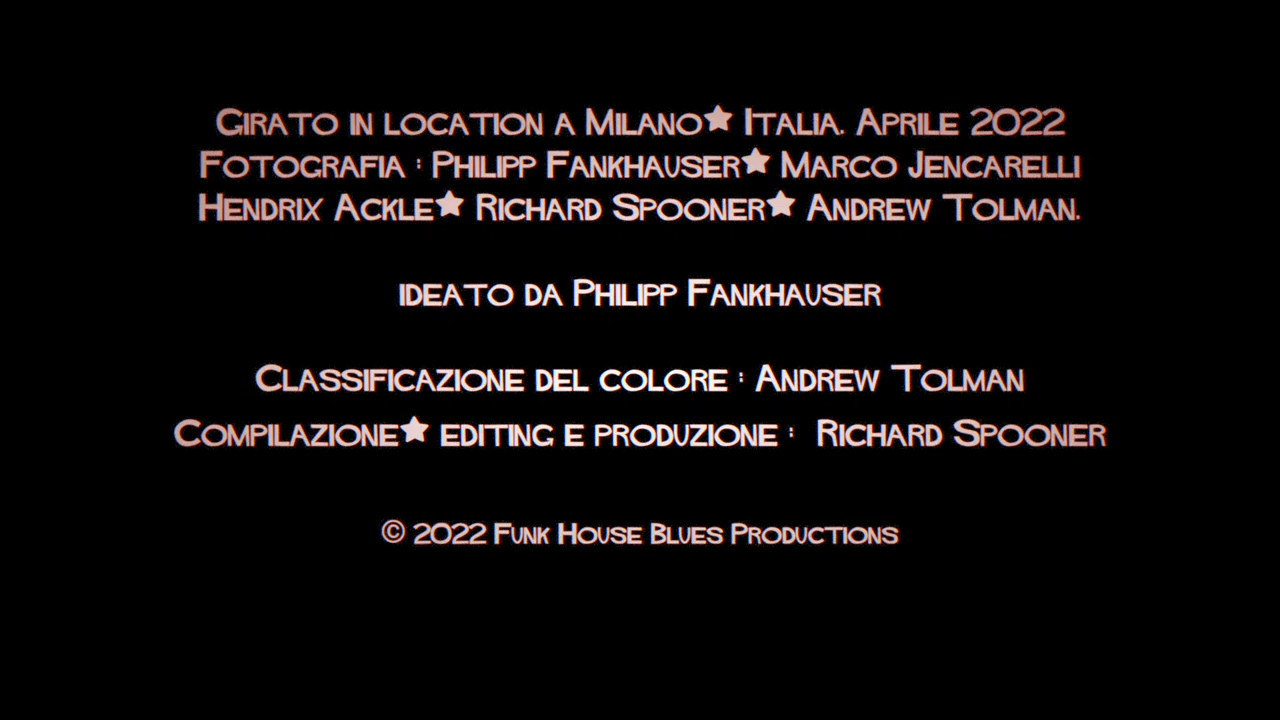 Girato in location a Milano★ Italia. Aprile 2022
Fotografia : Philipp Fankhauser★ Marco Jencarelli
Hendrix Ackle★ Richard Spooner★ Andrew Tolman.
ideato da Philipp Fankhauser
Classificazione del colore : Andrew Tolman
Compilazione★ editing e produzione : Richard Spooner
© 2022 Funk House Blues Productions